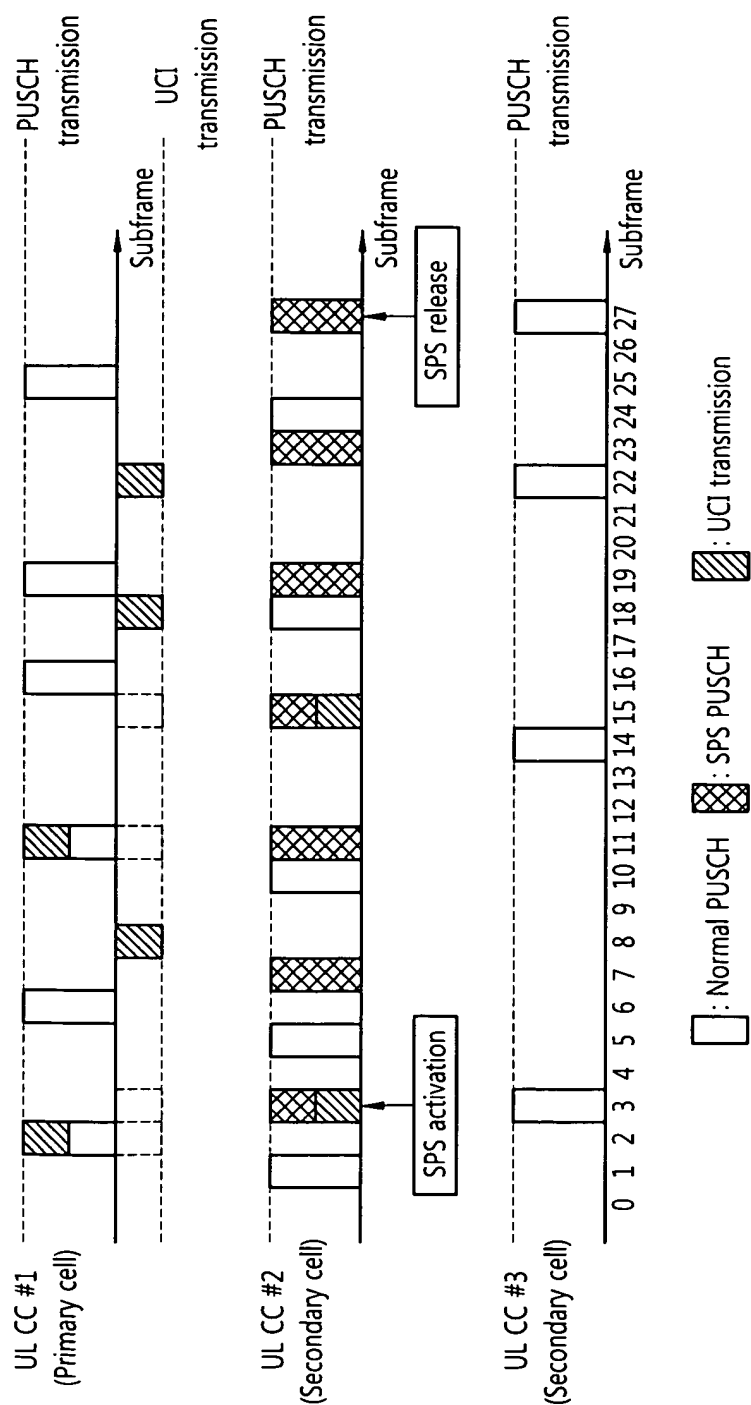 UL CC #1
(Primary cell)
PUSCH
transmission
Subframe
UCI
transmission
UL CC #2
(Secondary cell)
PUSCH
transmission
Subframe
SPS activation
SPS release
UL CC #3
(Secondary cell)
PUSCH
transmission
Subframe
0 1 2 3 4 5 6 7 8 9 10 11 12 13 14 15 16 17 18 19 20 21 22 23 24 25 26 27
: Normal PUSCH
: SPS PUSCH
: UCI transmission